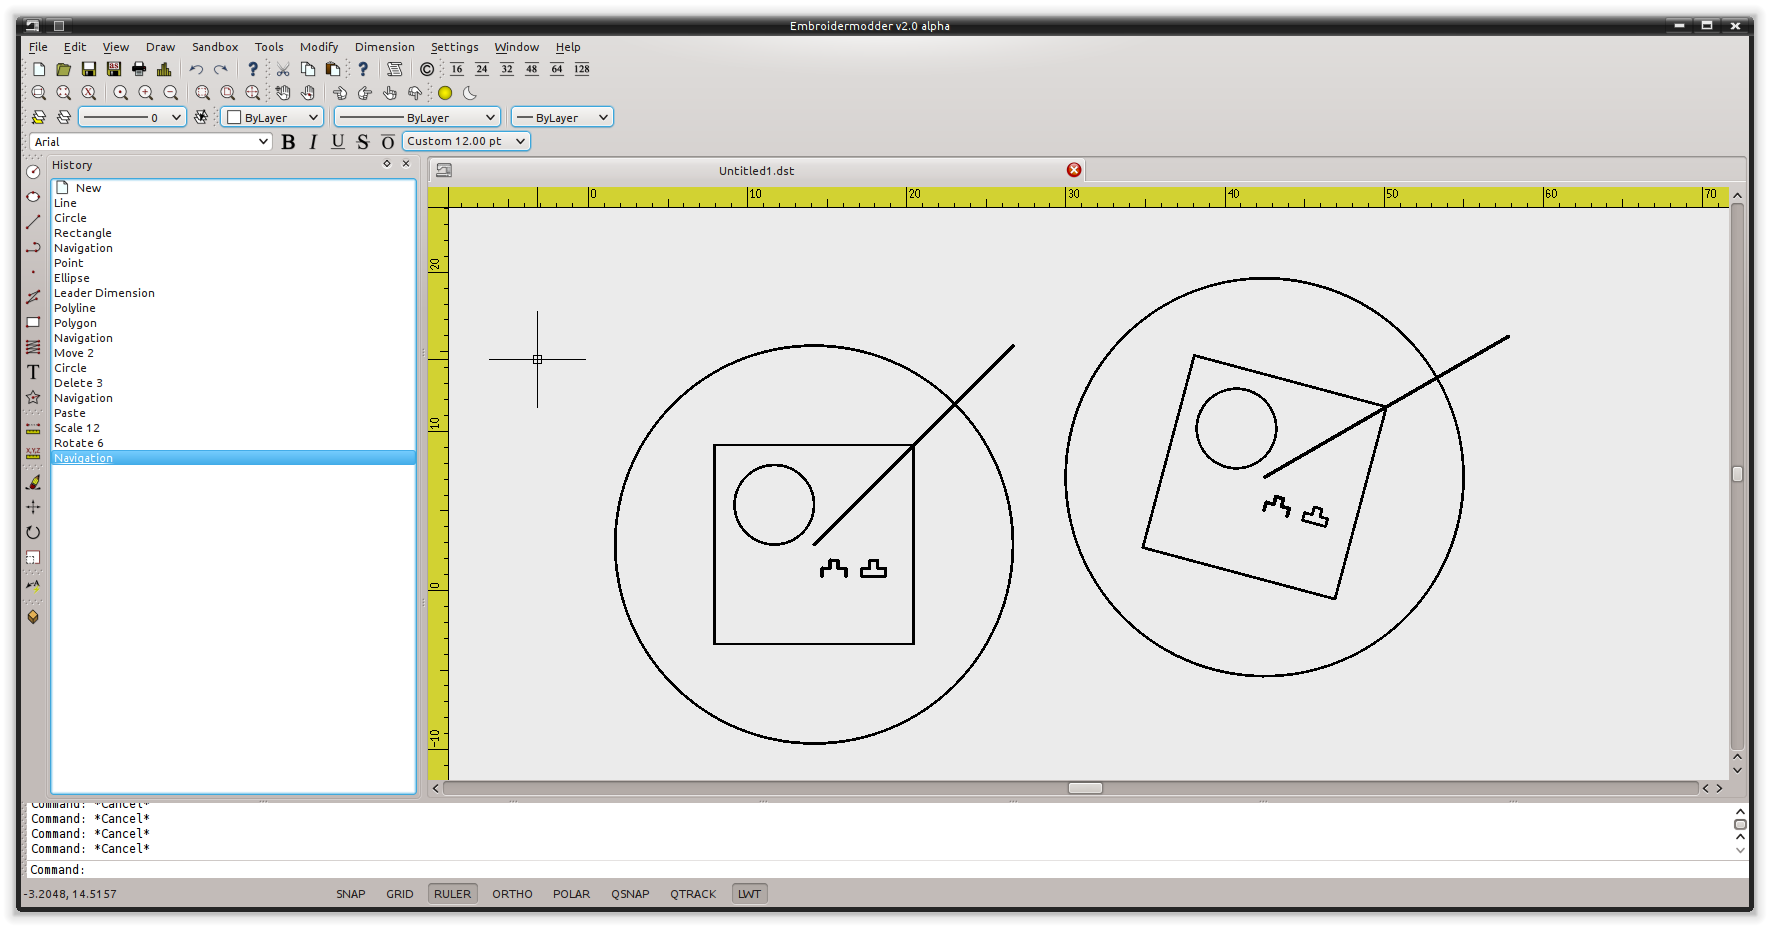 Embroidermodder v2.0 alpha
File Edit View Draw Sandbox Tools Modify Dimension Settings Window Help
as ? ? © 16 24 32 48 64 128
0 ByLayer ByLayer ByLayer
Arial B I U S O Custom 12.00 pt
History
Untitled1.dst
New
Line
Circle
Rectangle
Navigation
Point
Ellipse
Leader Dimension
Polyline
Polygon
Navigation
Move 2
Circle
Delete 3
Navigation
Paste
Scale 12
Rotate 6
Navigation
T
X,Y,Z
0 10 20 30 40 50 60 70
20
10
0
-10
Command: *Cancel*
Command: *Cancel*
Command: *Cancel*
Command: *Cancel*
Command:
-3.2048, 14.5157 SNAP GRID RULER ORTHO POLAR QSNAP QTRACK LWT